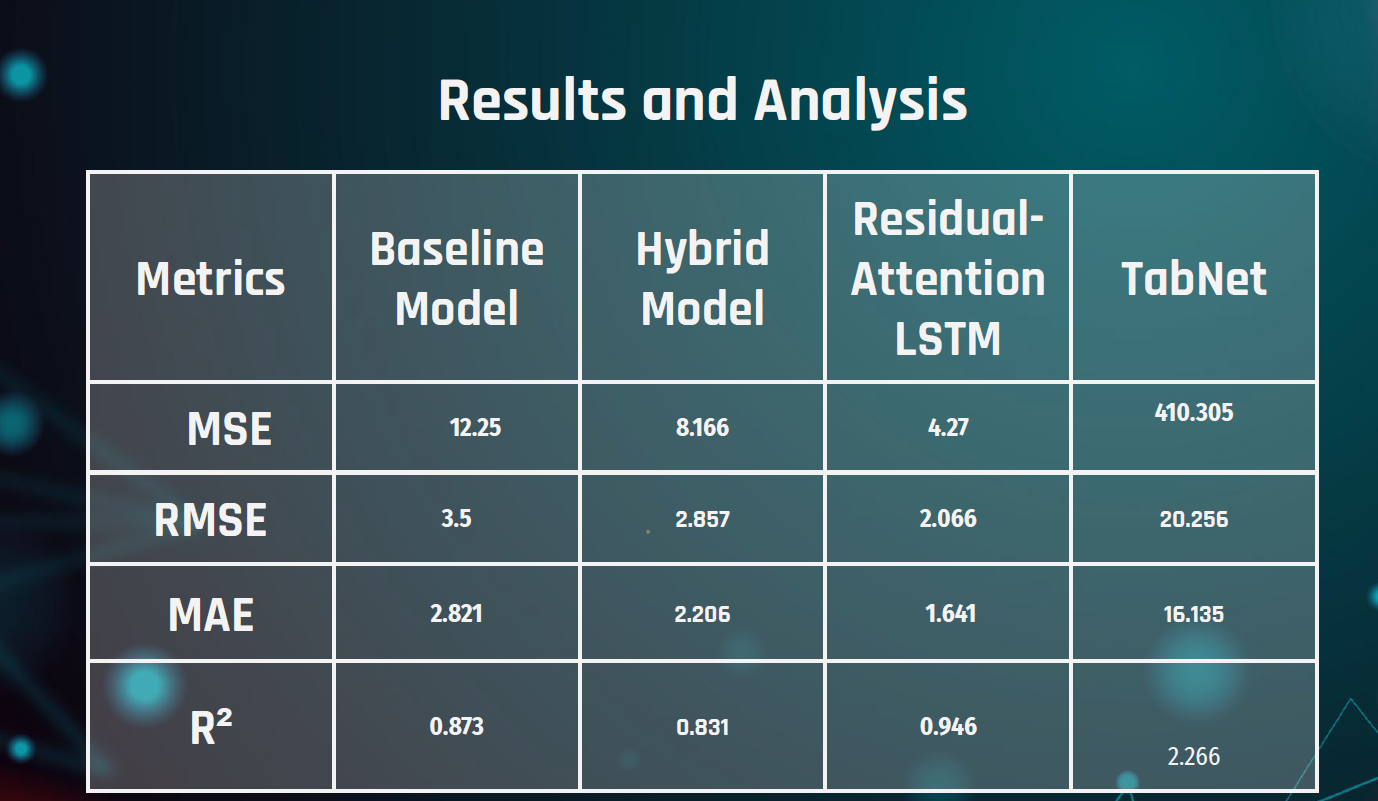 Results and Analysis
Metrics
Baseline
Model
Hybrid
Model
Residual-
Attention
LSTM
TabNet
MSE
12.25
8.166
4.27
410.305
RMSE
3.5
2.857
2.066
20.256
MAE
2.821
2.206
1.641
16.135
R²
0.873
0.831
0.946
2.266